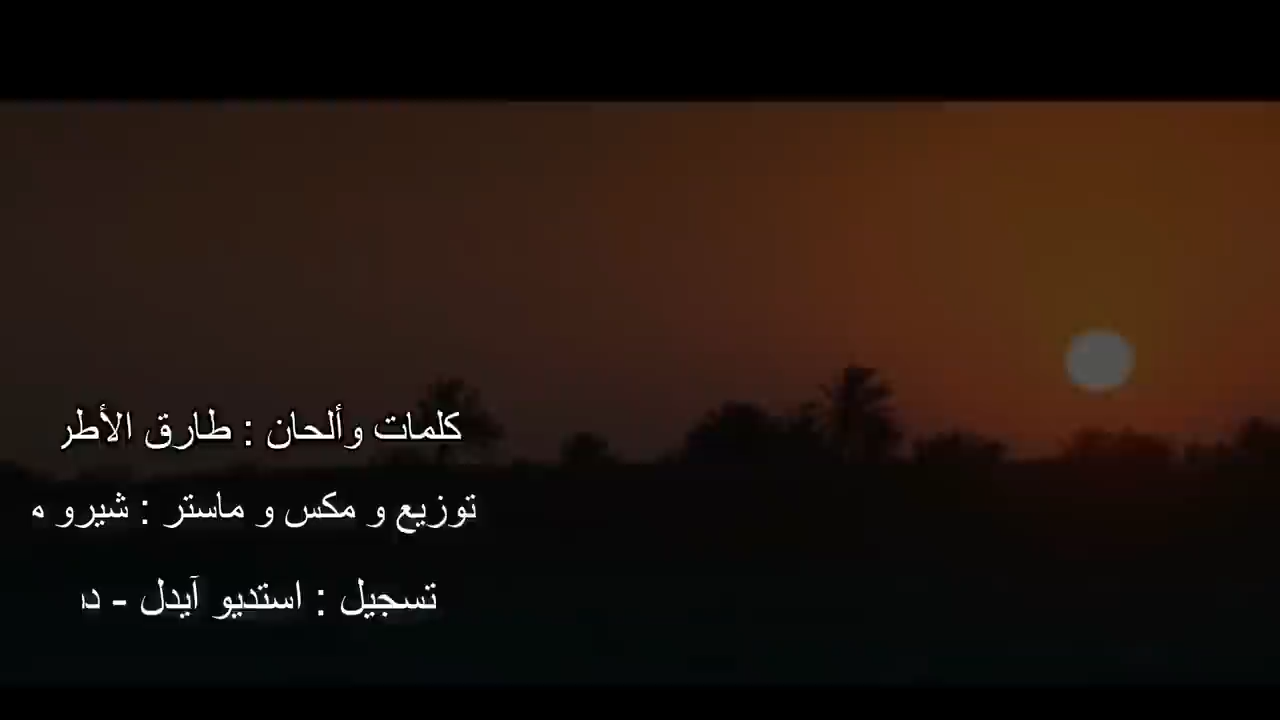 كلمات وألحان : طارق الأطر
توزيع و مكس و ماستر : شيرو م
تسجيل : استديو آيدل -